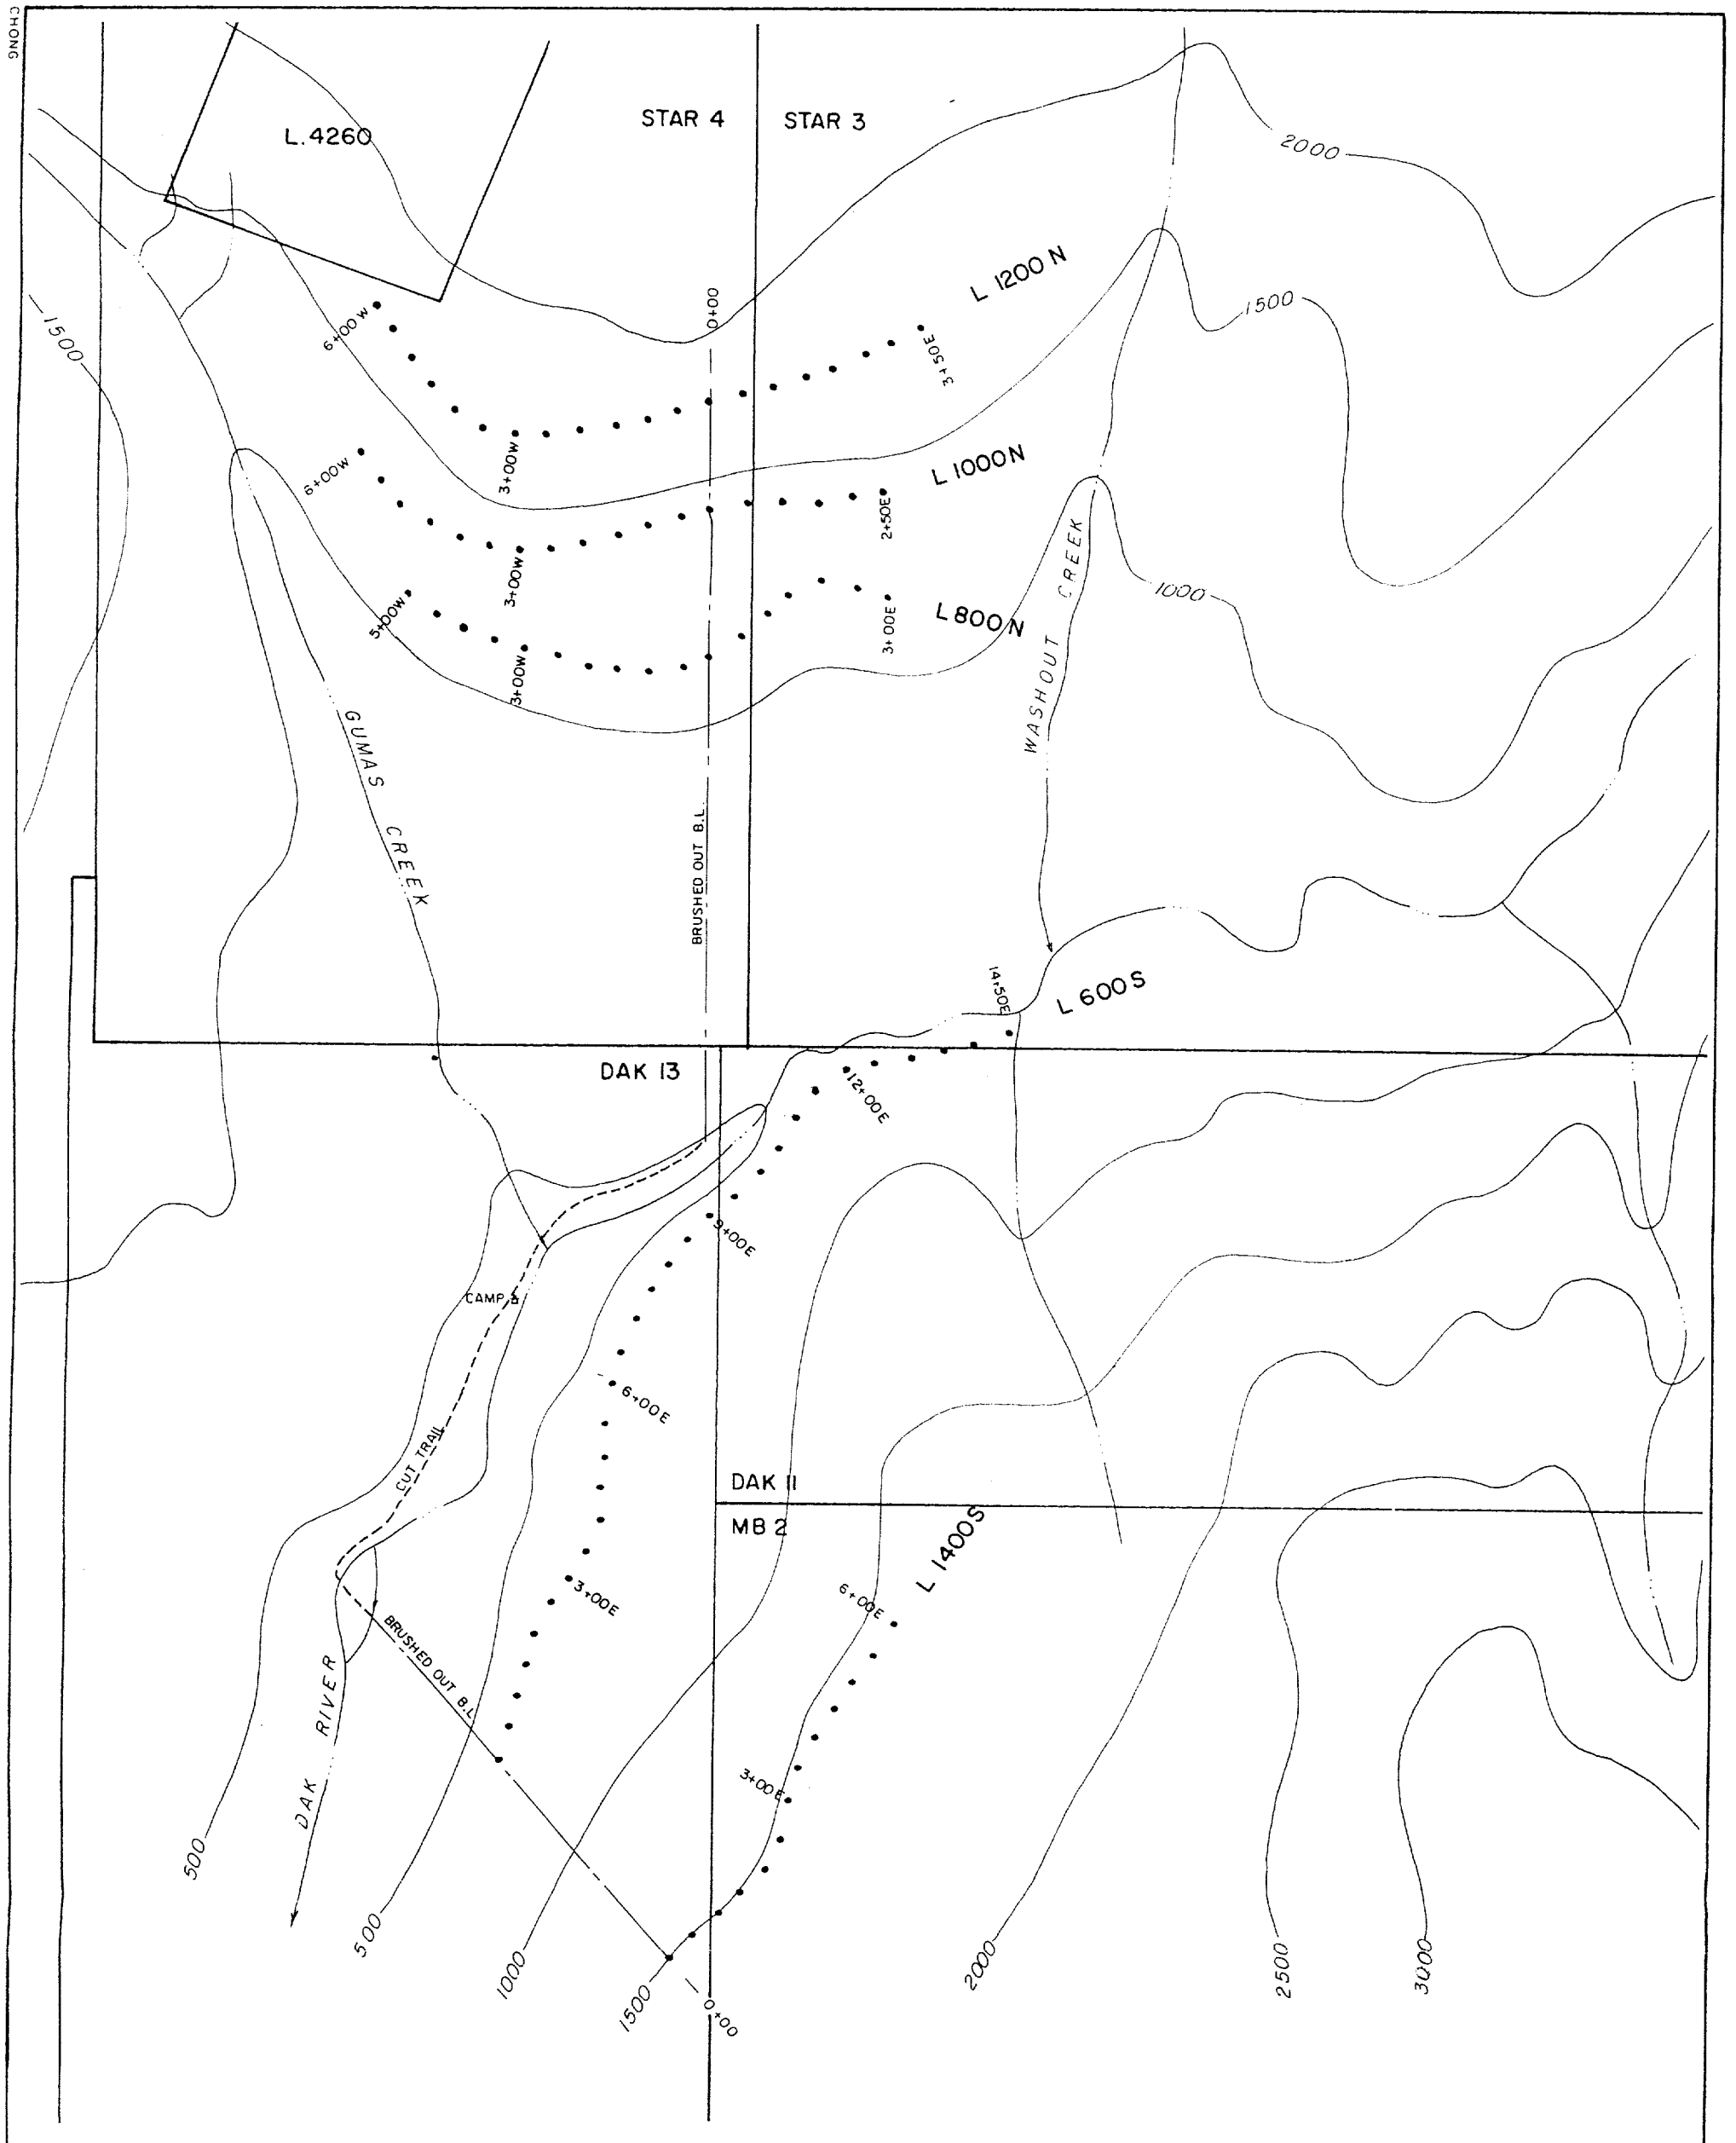 CHONG
L. 4260
STAR 4
STAR 3
2000
1500
L 1200 N
0+00
6+00 W
3+50E
1500
3+00W
L 1000N
6+00W
2+50E
3+00W
L 800 N
5+00W
3+00E
3+00W
1000
WASHOUT CREEK
GUMAS CREEK
BRUSHED OUT B.L.
14+50E
L 600 S
DAK 13
12+00E
9+00E
CAMP
6+00E
CUT TRAIL
DAK 11
MB 2
L 1400S
3+00E
6+00E
BRUSHED OUT B.L.
DAK RIVER
3+00E
500
500
1000
1500
0+00
2000
2500
3000